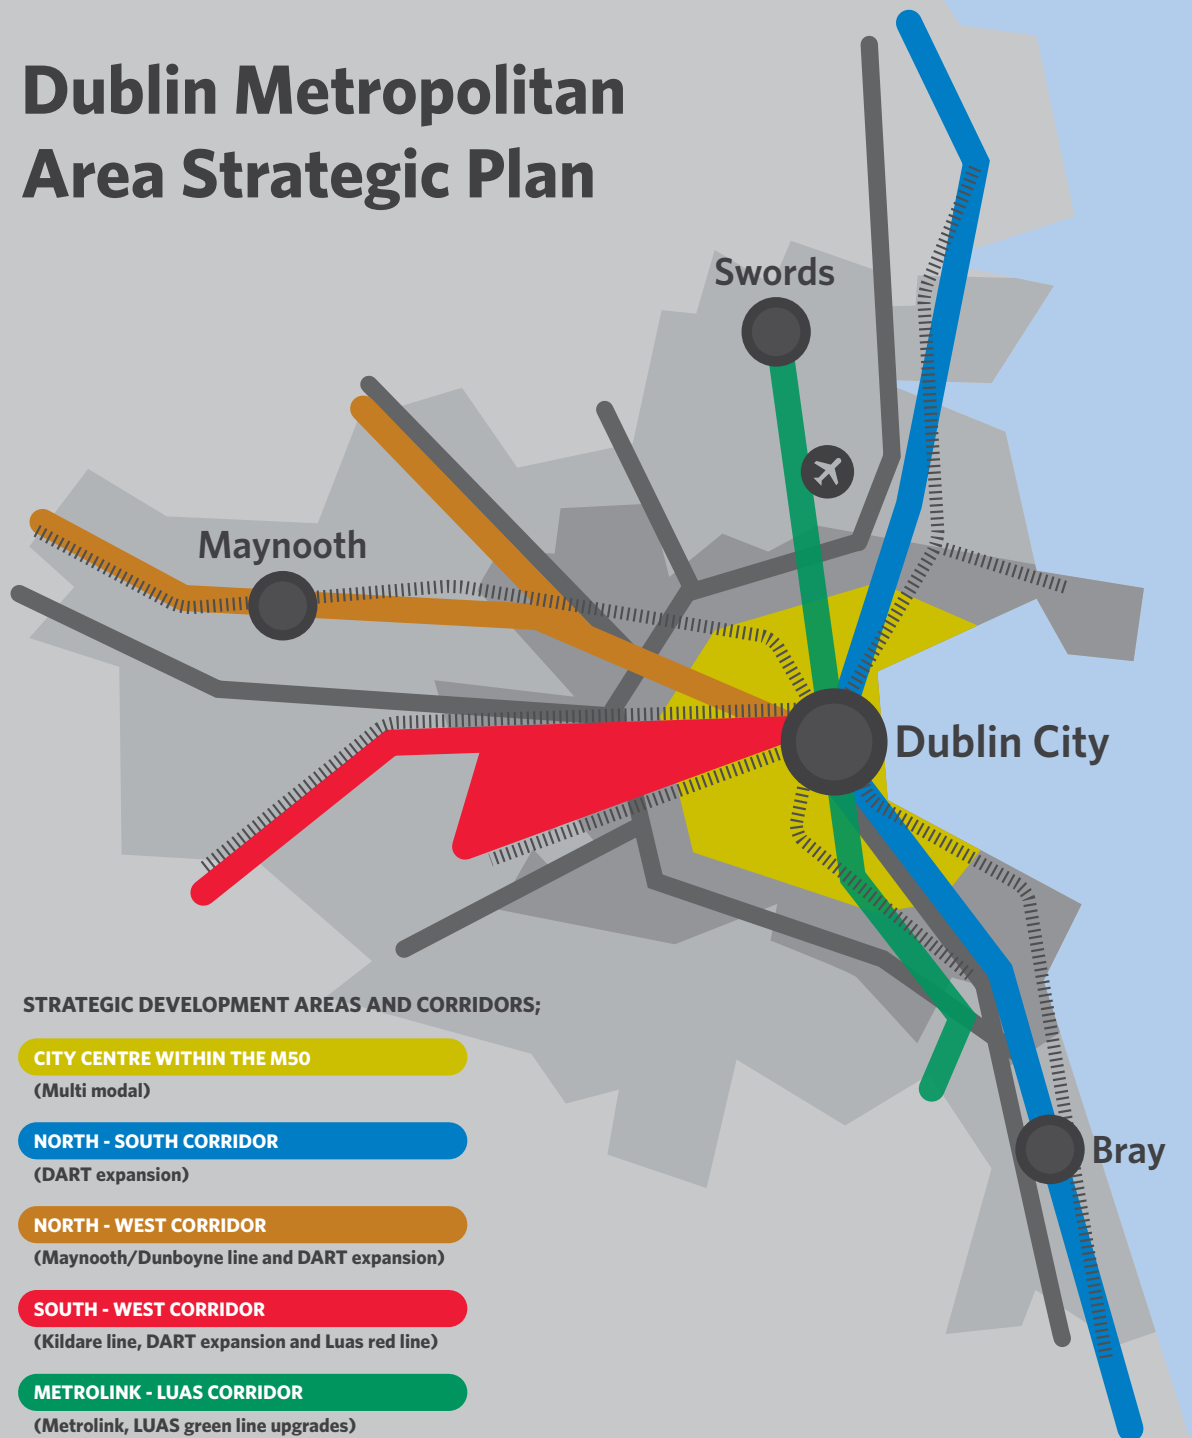 Dublin Metropolitan
Area Strategic Plan
Swords
Maynooth
Dublin City
Bray
STRATEGIC DEVELOPMENT AREAS AND CORRIDORS;
CITY CENTRE WITHIN THE M50
(Multi modal)
NORTH - SOUTH CORRIDOR
(DART expansion)
NORTH - WEST CORRIDOR
(Maynooth/Dunboyne line and DART expansion)
SOUTH - WEST CORRIDOR
(Kildare line, DART expansion and Luas red line)
METROLINK - LUAS CORRIDOR
(Metrolink, LUAS green line upgrades)